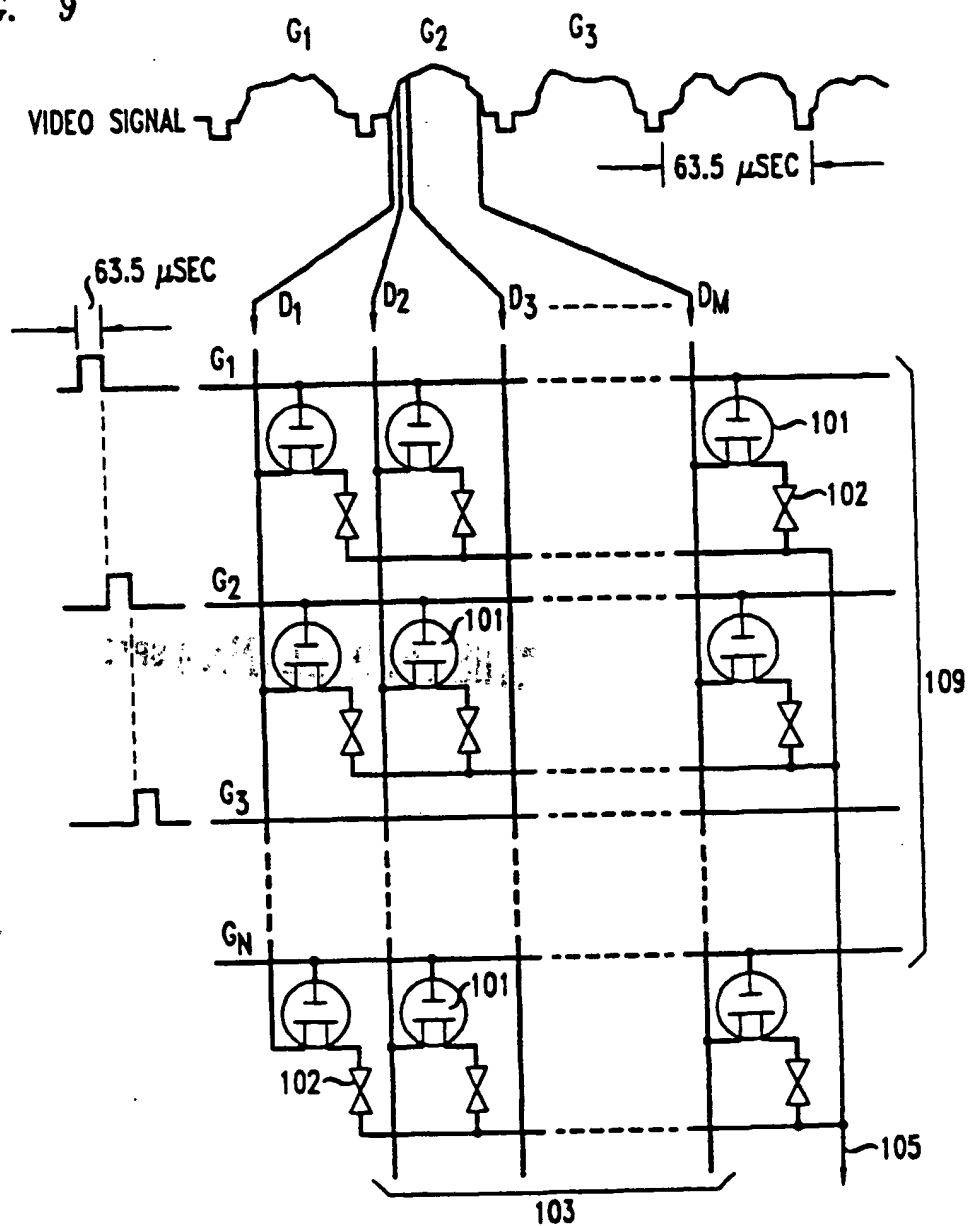 G. 9
G1 G2 G3
VIDEO SIGNAL
63.5 μSEC
63.5 μSEC
D1 D2 D3 DM
G1
101
102
G2
101
109
G3
GN
101
102
105
103